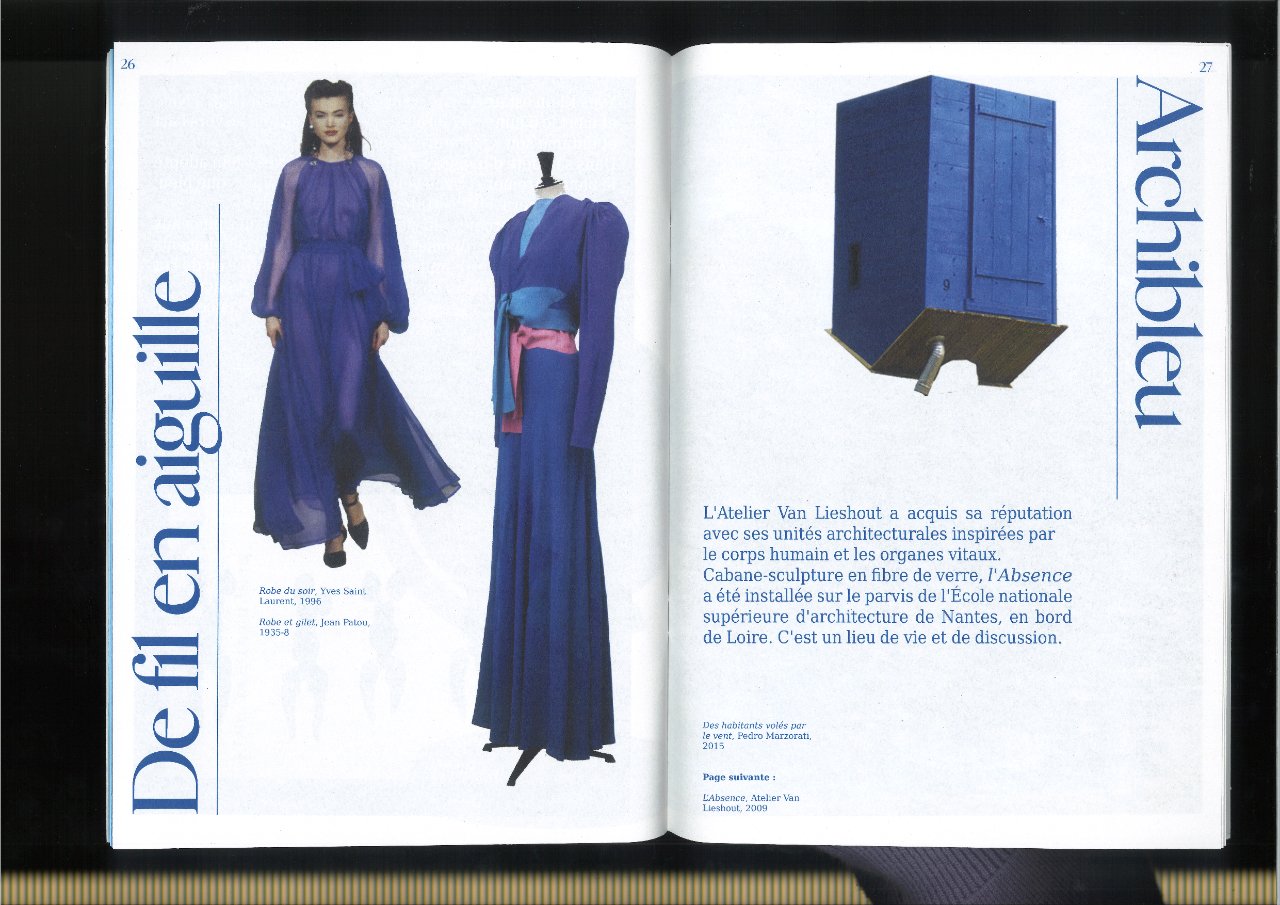 26
De fil en aiguille
Robe du soir, Yves Saint
Laurent, 1996
Robe et gilet, Jean Patou,
1935-8
27
Archibleu
9
L'Atelier Van Lieshout a acquis sa réputation
avec ses unités architecturales inspirées par
le corps humain et les organes vitaux.
Cabane-sculpture en fibre de verre, l'Absence
a été installée sur le parvis de l'École nationale
supérieure d'architecture de Nantes, en bord
de Loire. C'est un lieu de vie et de discussion.
Des habitants volés par
le vent, Pedro Marzorati,
2015
Page suivante :
L'Absence, Atelier Van
Lieshout, 2009